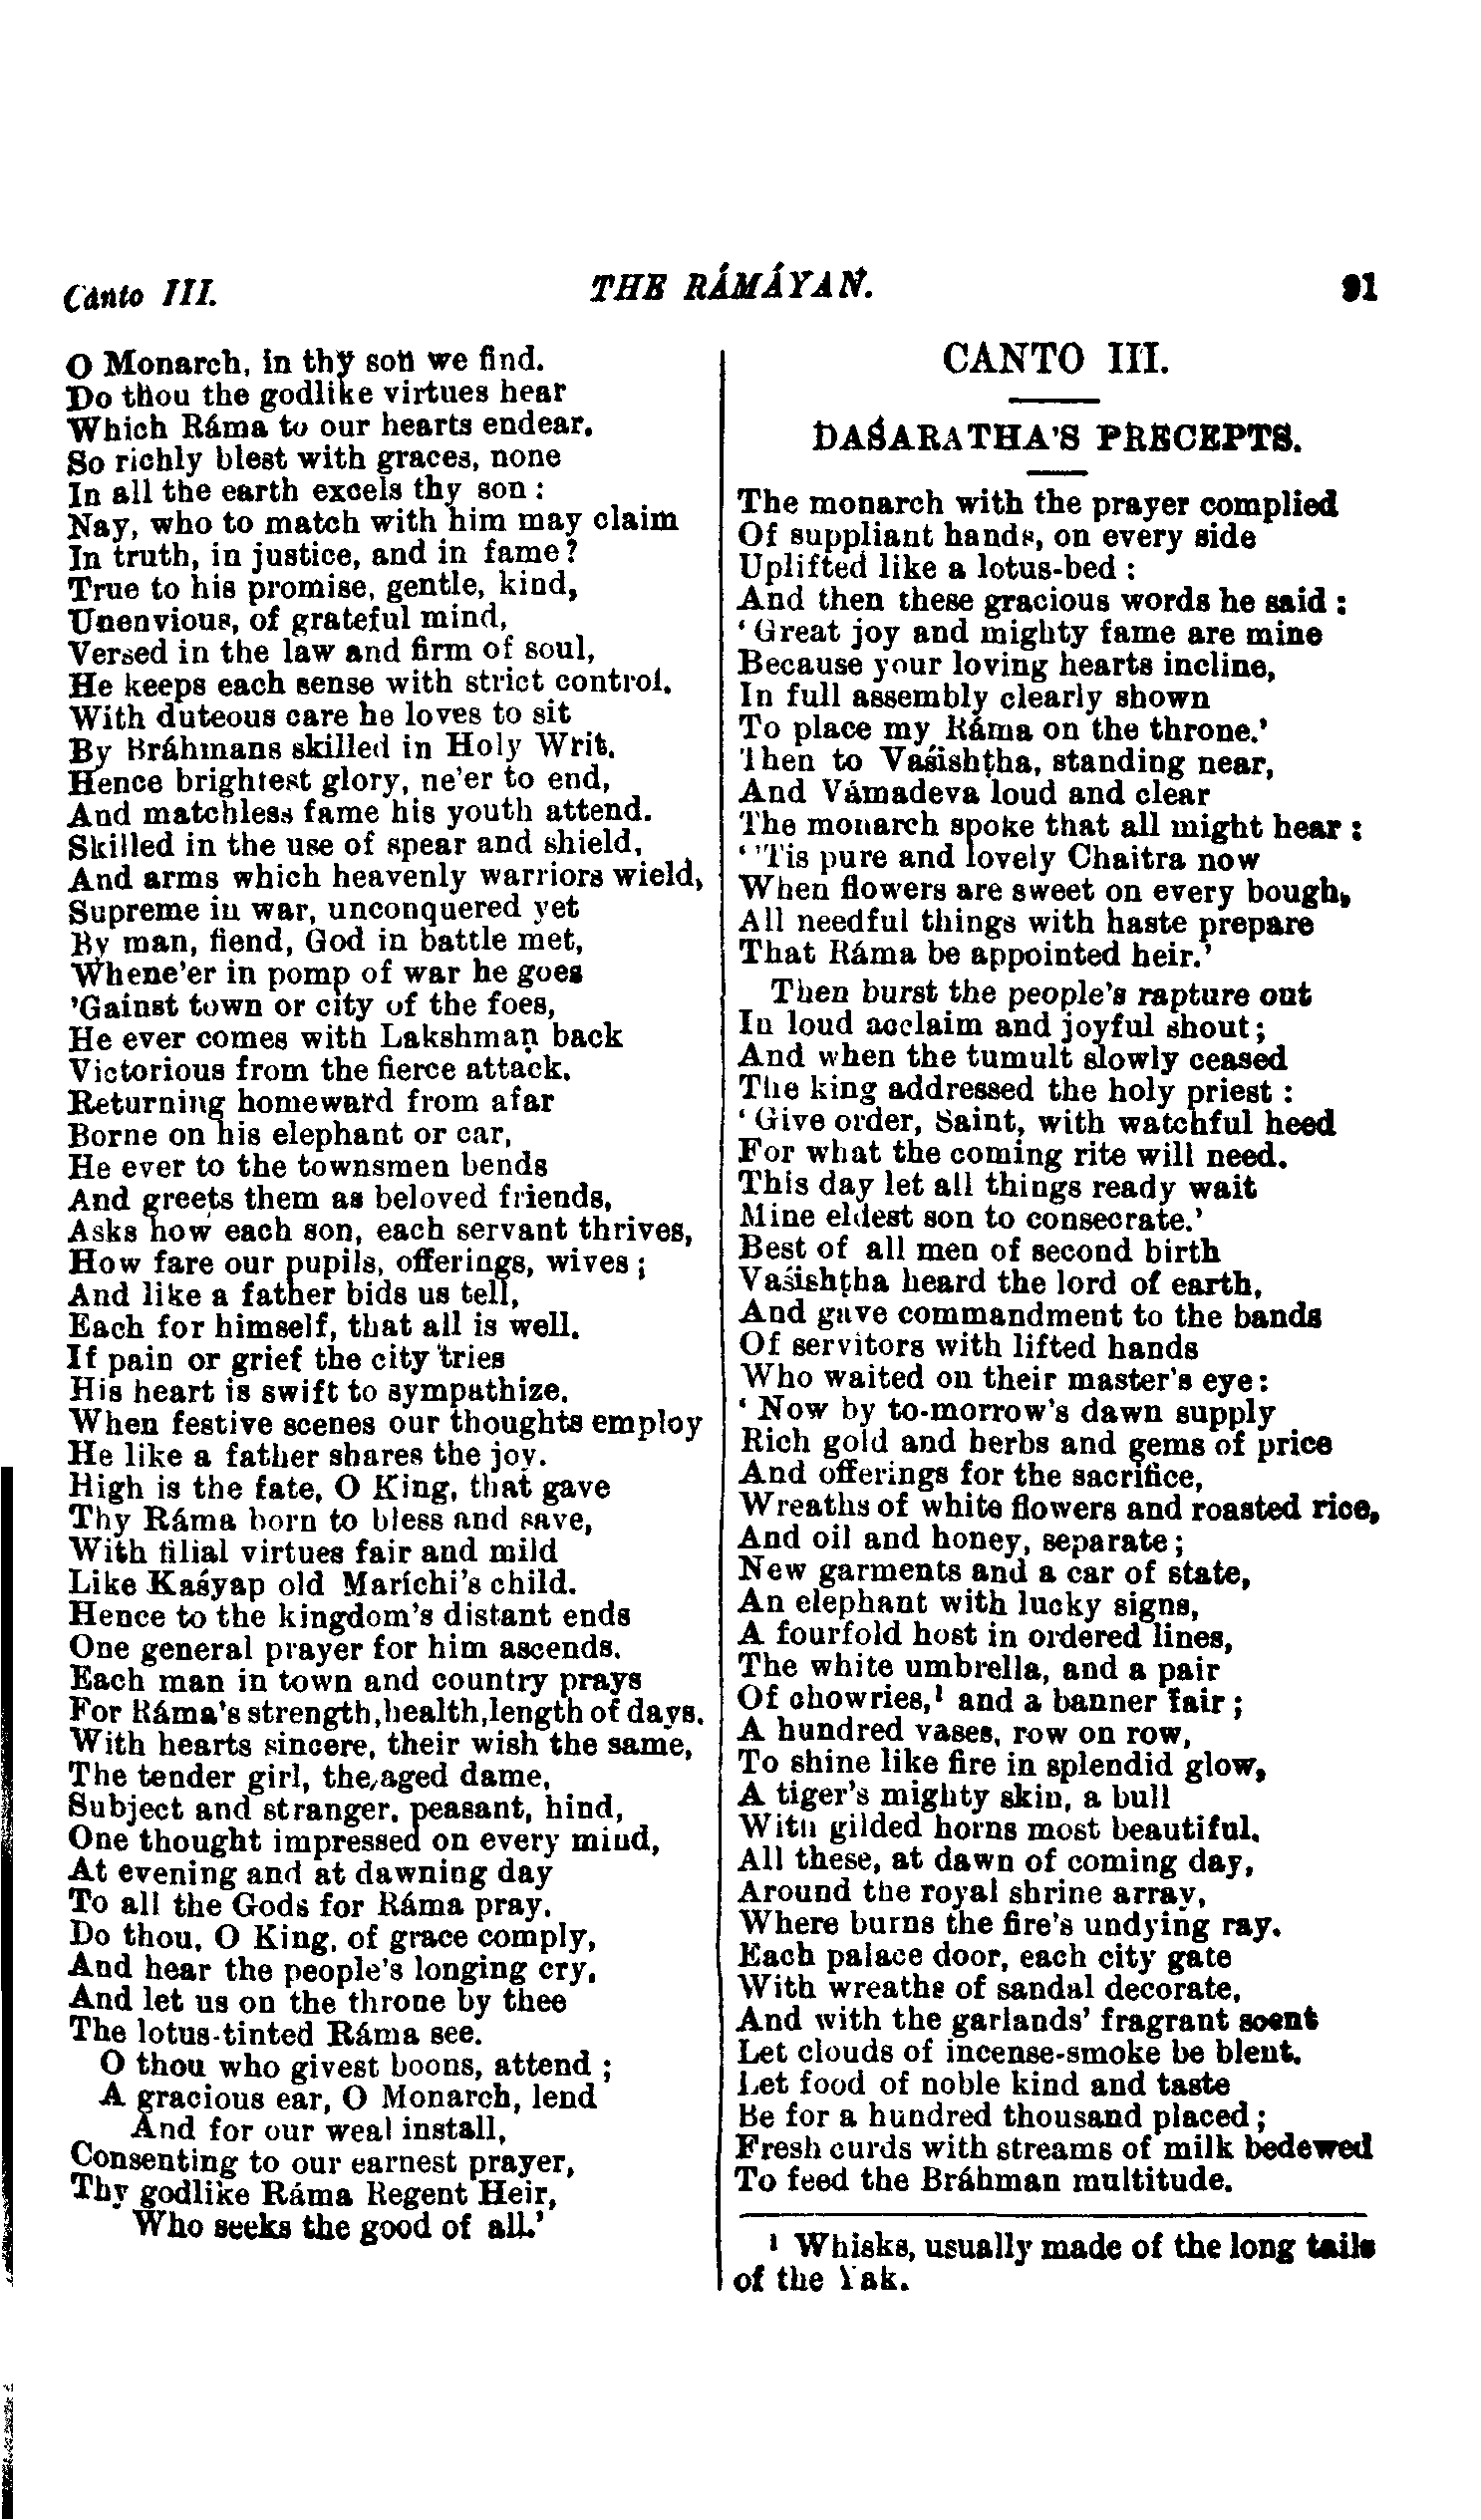 Canto III.
THE RÁMÁYAN.
91
O Monarch, in thy son we find.
Do thou the godlike virtues hear
Which Ráma to our hearts endear.
So richly blest with graces, none
In all the earth excels thy son :
Nay, who to match with him may claim
In truth, in justice, and in fame?
True to his promise, gentle, kind,
Unenvious, of grateful mind,
Versed in the law and firm of soul,
He keeps each sense with strict control.
With duteous care he loves to sit
By Bráhmans skilled in Holy Writ.
Hence brightest glory, ne'er to end,
And matchless fame his youth attend.
Skilled in the use of spear and shield,
And arms which heavenly warriors wield,
Supreme in war, unconquered yet
By man, fiend, God in battle met,
Whene'er in pomp of war he goes
'Gainst town or city of the foes,
He ever comes with Lakshmaṇ back
Victorious from the fierce attack.
Returning homeward from afar
Borne on his elephant or car,
He ever to the townsmen bends
And greets them as beloved friends,
Asks how each son, each servant thrives,
How fare our pupils, offerings, wives ;
And like a father bids us tell,
Each for himself, that all is well.
If pain or grief the city tries
His heart is swift to sympathize.
When festive scenes our thoughts employ
He like a father shares the joy.
High is the fate, O King, that gave
Thy Ráma born to bless and save,
With filial virtues fair and mild
Like Kaśyap old Maríchi's child.
Hence to the kingdom's distant ends
One general prayer for him ascends.
Each man in town and country prays
For Ráma's strength, health, length of days.
With hearts sincere, their wish the same,
The tender girl, the aged dame,
Subject and stranger, peasant, hind,
One thought impressed on every mind,
At evening and at dawning day
To all the Gods for Ráma pray.
Do thou, O King, of grace comply,
And hear the people's longing cry,
And let us on the throne by thee
The lotus-tinted Ráma see.
O thou who givest boons, attend ;
A gracious ear, O Monarch, lend
And for our weal install,
Consenting to our earnest prayer,
Thy godlike Ráma Regent Heir,
Who seeks the good of all.'
CANTO III.
DAŚARATHA'S PRECEPTS.
The monarch with the prayer complied
Of suppliant hands, on every side
Uplifted like a lotus-bed :
And then these gracious words he said :
'Great joy and mighty fame are mine
Because your loving hearts incline,
In full assembly clearly shown
To place my Ráma on the throne.'
Then to Vaśishṭha, standing near,
And Vámadeva loud and clear
The monarch spoke that all might hear :
''Tis pure and lovely Chaitra now
When flowers are sweet on every bough,
All needful things with haste prepare
That Ráma be appointed heir.'
Then burst the people's rapture out
In loud acclaim and joyful shout;
And when the tumult slowly ceased
The king addressed the holy priest :
'Give order, Saint, with watchful heed
For what the coming rite will need.
This day let all things ready wait
Mine eldest son to consecrate.'
Best of all men of second birth
Vaśishṭha heard the lord of earth,
And gave commandment to the bands
Of servitors with lifted hands
Who waited on their master's eye:
'Now by to-morrow's dawn supply
Rich gold and herbs and gems of price
And offerings for the sacrifice,
Wreaths of white flowers and roasted rice,
And oil and honey, separate ;
New garments and a car of state,
An elephant with lucky signs,
A fourfold host in ordered lines,
The white umbrella, and a pair
Of chowries,¹ and a banner fair ;
A hundred vases, row on row,
To shine like fire in splendid glow,
A tiger's mighty skin, a bull
With gilded horns most beautiful.
All these, at dawn of coming day,
Around the royal shrine array,
Where burns the fire's undying ray.
Each palace door, each city gate
With wreaths of sandal decorate,
And with the garlands' fragrant scent
Let clouds of incense-smoke be blent.
Let food of noble kind and taste
Be for a hundred thousand placed ;
Fresh curds with streams of milk bedewed
To feed the Bráhman multitude.
¹ Whisks, usually made of the long tails
of the Yak.